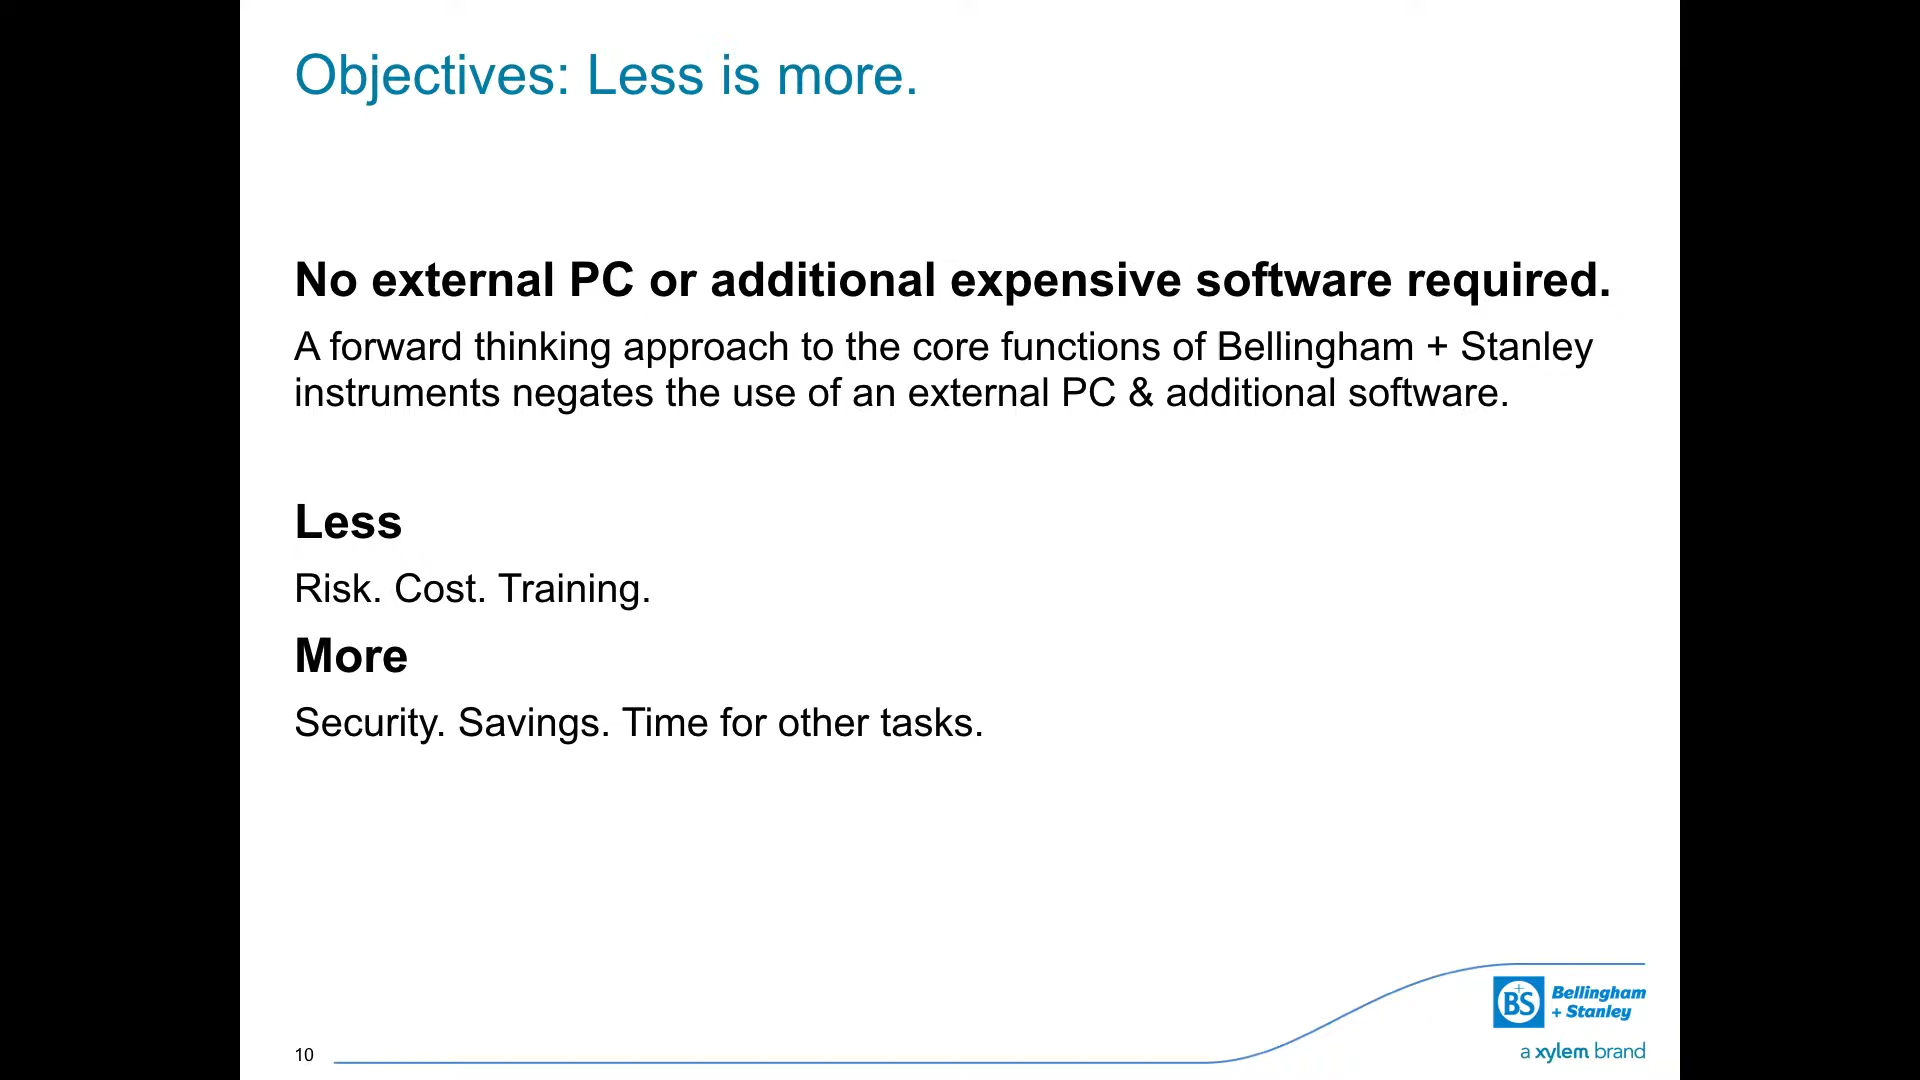 Objectives: Less is more.
No external PC or additional expensive software required.
A forward thinking approach to the core functions of Bellingham + Stanley
instruments negates the use of an external PC & additional software.
Less
Risk. Cost. Training.
More
Security. Savings. Time for other tasks.
BS
Bellingham
+ Stanley
a xylem brand
10